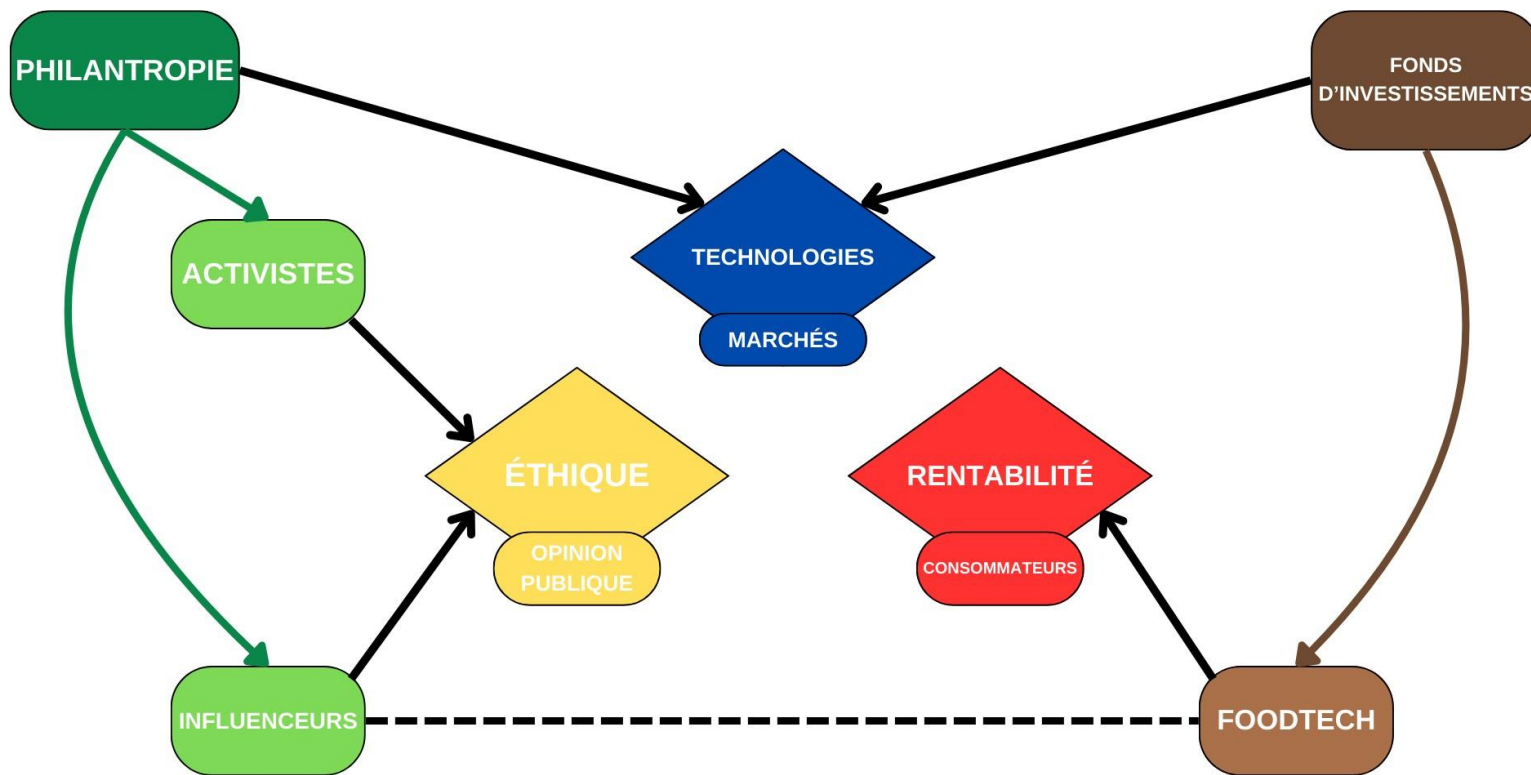 PHILANTROPIE
FONDS
D’INVESTISSEMENTS
TECHNOLOGIES
MARCHÉS
ACTIVISTES
ÉTHIQUE
OPINION
PUBLIQUE
RENTABILITÉ
CONSOMMATEURS
INFLUENCEURS
FOODTECH